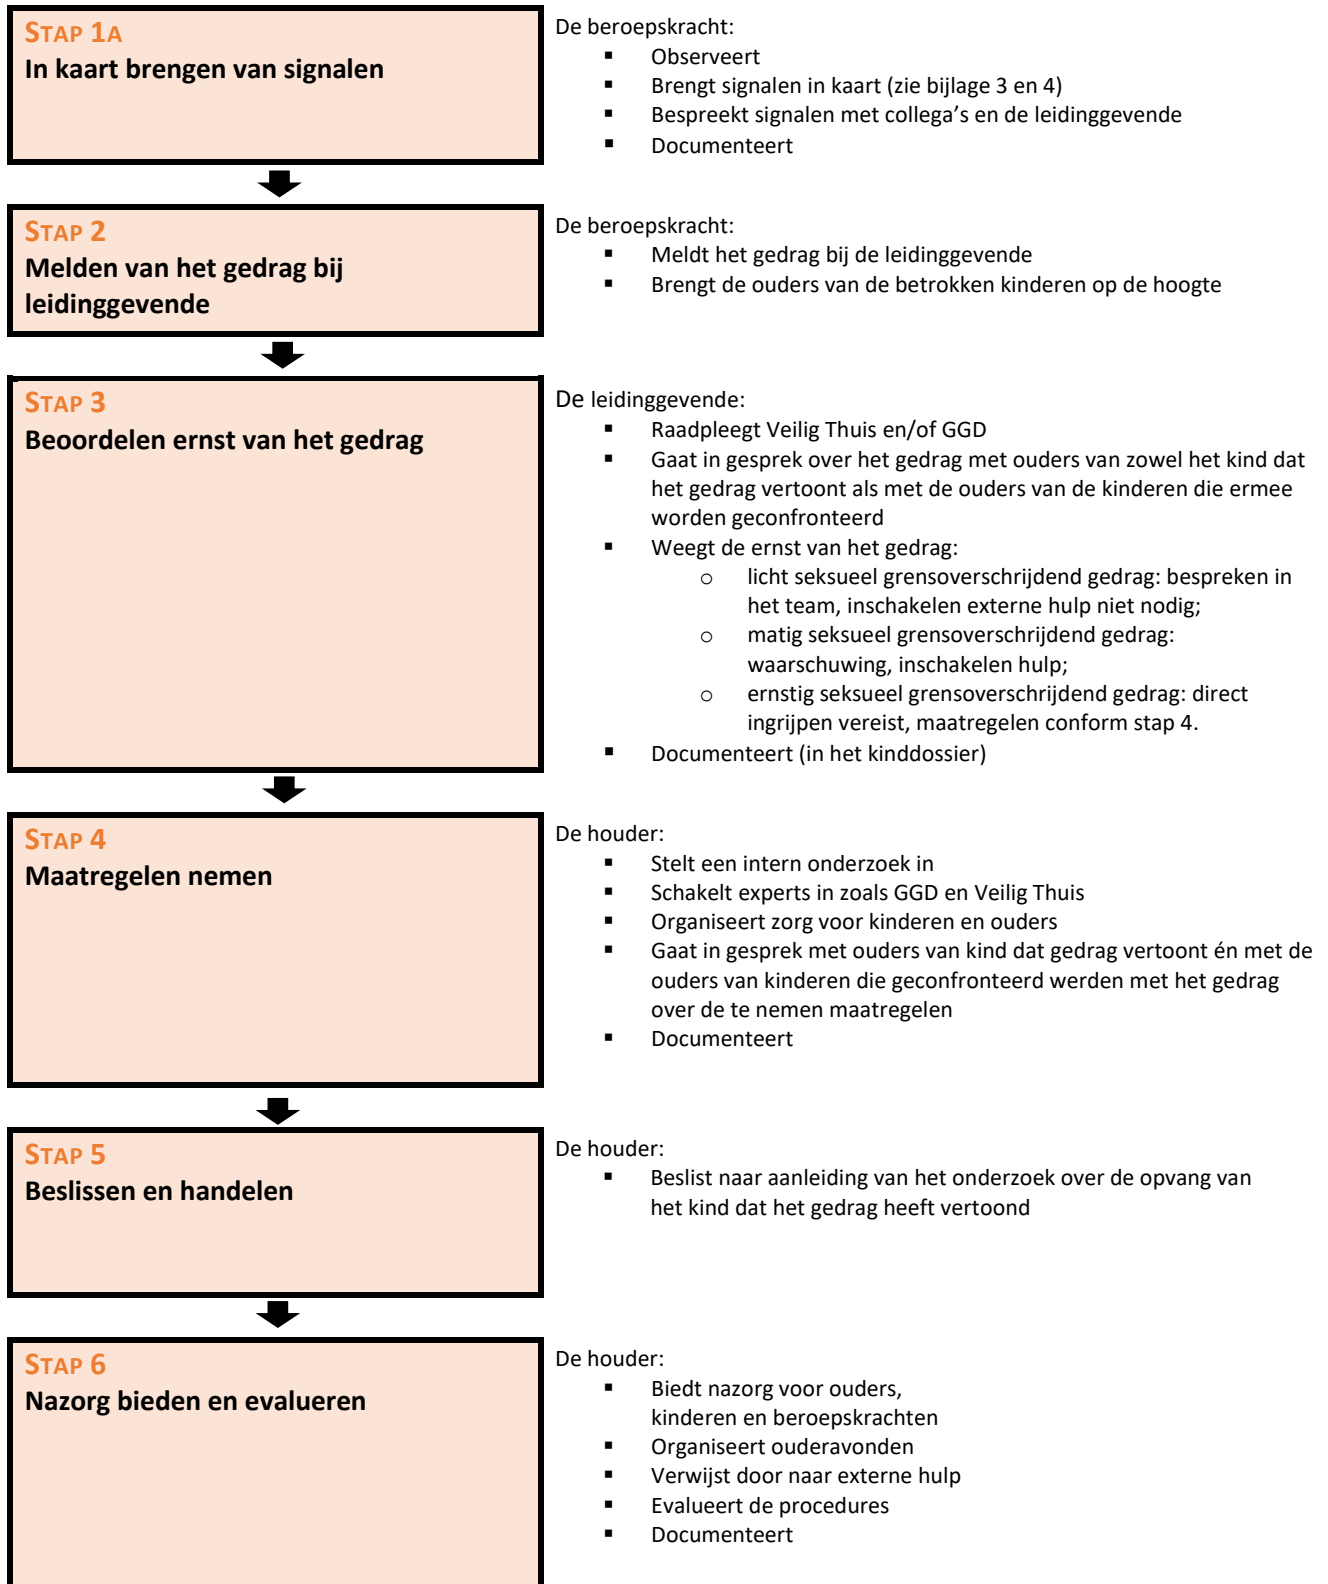 STAP 1A
In kaart brengen van signalen
De beroepskracht:
▪ Observeert
▪ Brengt signalen in kaart (zie bijlage 3 en 4)
▪ Bespreekt signalen met collega’s en de leidinggevende
▪ Documenteert
STAP 2
Melden van het gedrag bij
leidinggevende
De beroepskracht:
▪ Meldt het gedrag bij de leidinggevende
▪ Brengt de ouders van de betrokken kinderen op de hoogte
STAP 3
Beoordelen ernst van het gedrag
De leidinggevende:
▪ Raadpleegt Veilig Thuis en/of GGD
▪ Gaat in gesprek over het gedrag met ouders van zowel het kind dat
het gedrag vertoont als met de ouders van de kinderen die ermee
worden geconfronteerd
▪ Weegt de ernst van het gedrag:
o licht seksueel grensoverschrijdend gedrag: bespreken in
het team, inschakelen externe hulp niet nodig;
o matig seksueel grensoverschrijdend gedrag:
waarschuwing, inschakelen hulp;
o ernstig seksueel grensoverschrijdend gedrag: direct
ingrijpen vereist, maatregelen conform stap 4.
▪ Documenteert (in het kinddossier)
STAP 4
Maatregelen nemen
De houder:
▪ Stelt een intern onderzoek in
▪ Schakelt experts in zoals GGD en Veilig Thuis
▪ Organiseert zorg voor kinderen en ouders
▪ Gaat in gesprek met ouders van kind dat gedrag vertoont én met de
ouders van kinderen die geconfronteerd werden met het gedrag
over de te nemen maatregelen
▪ Documenteert
STAP 5
Beslissen en handelen
De houder:
▪ Beslist naar aanleiding van het onderzoek over de opvang van
het kind dat het gedrag heeft vertoond
STAP 6
Nazorg bieden en evalueren
De houder:
▪ Biedt nazorg voor ouders,
kinderen en beroepskrachten
▪ Organiseert ouderavonden
▪ Verwijst door naar externe hulp
▪ Evalueert de procedures
▪ Documenteert